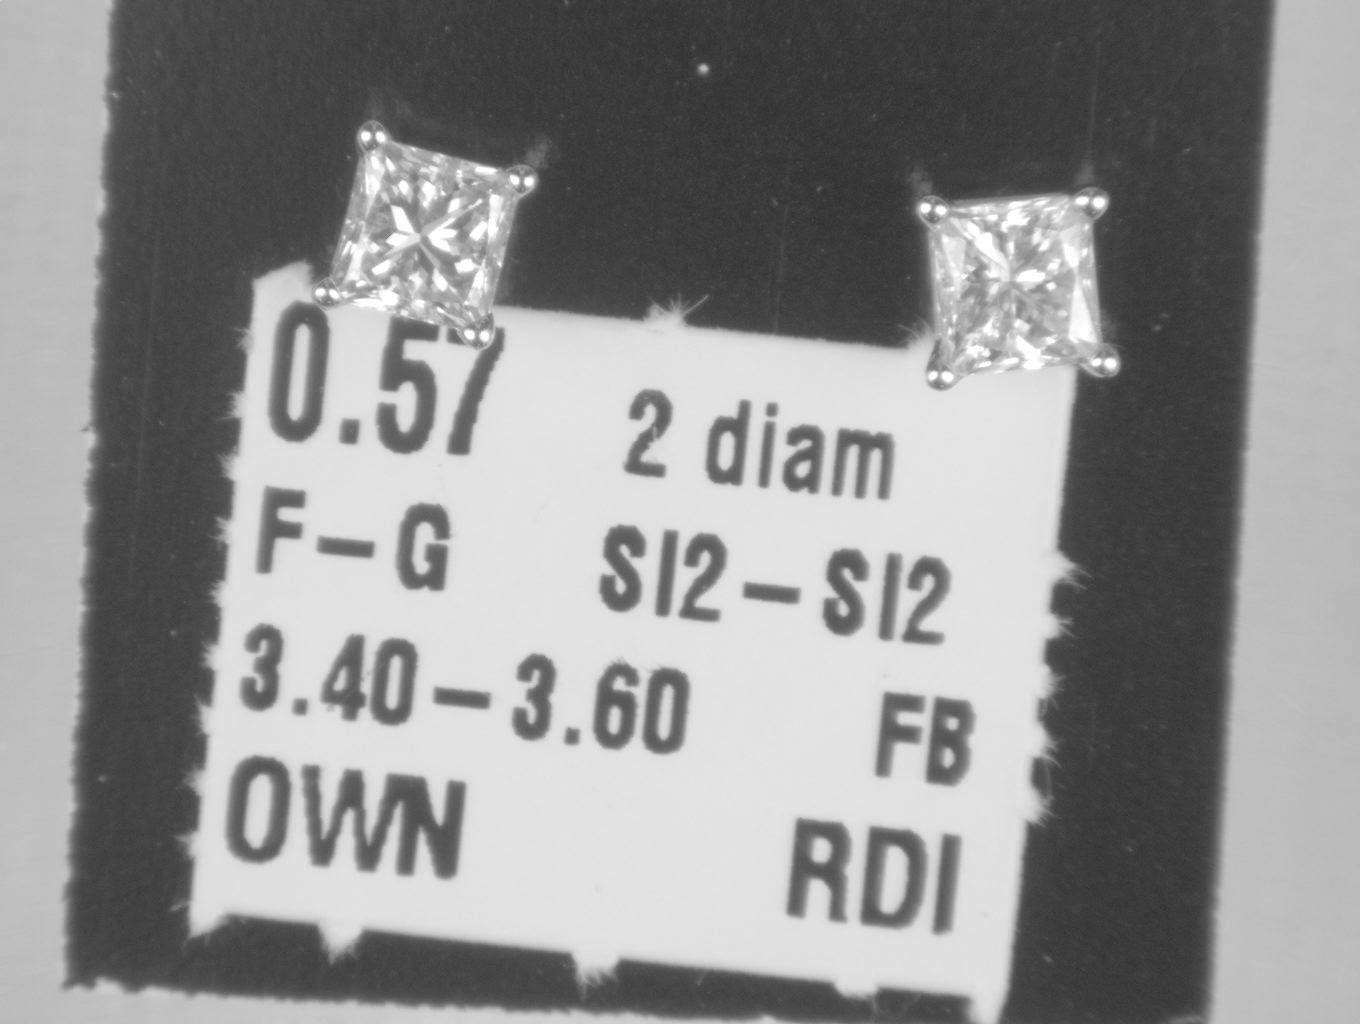 0.57 2 diam
F-G SI2-SI2
3.40-3.60 FB
OWN RDI